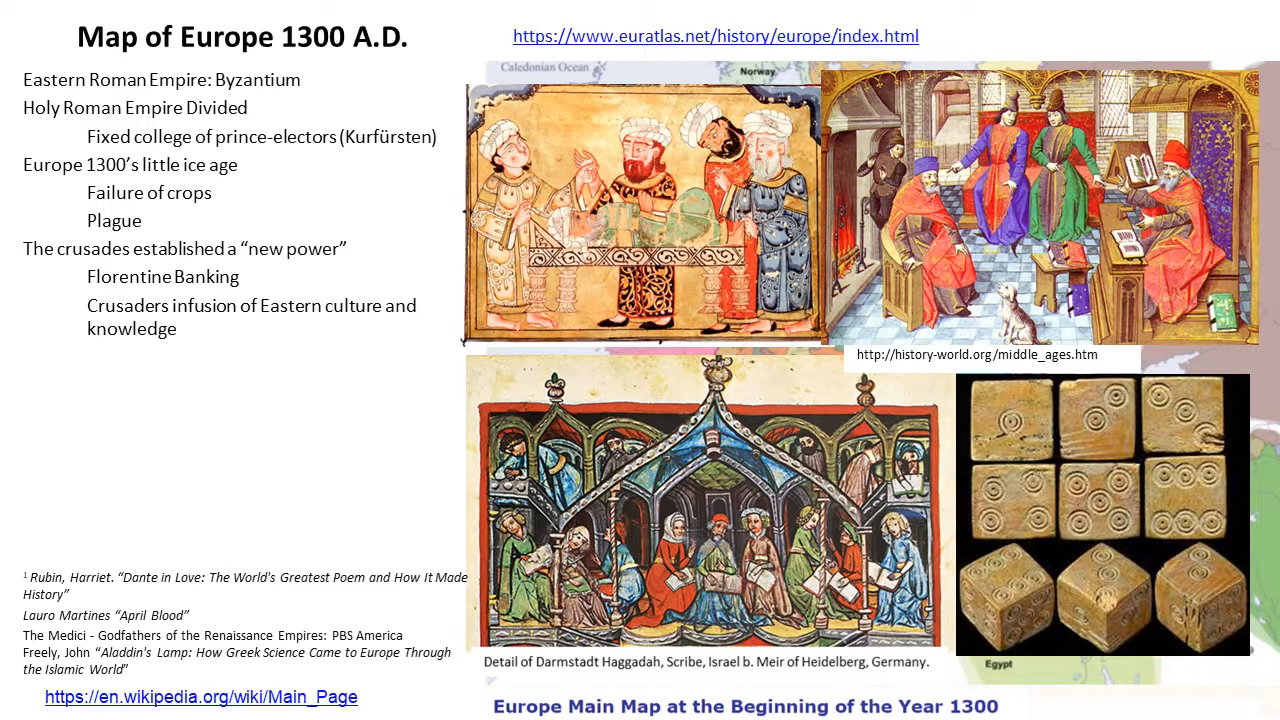 Map of Europe 1300 A.D.
https://www.euratlas.net/history/europe/index.html
Eastern Roman Empire: Byzantium
Holy Roman Empire Divided
Fixed college of prince-electors (Kurfürsten)
Europe 1300's little ice age
Failure of crops
Plague
The crusades established a “new power”
Florentine Banking
Crusaders infusion of Eastern culture and
knowledge
Caledonian Ocean
Norway
http://history-world.org/middle_ages.htm
1 Rubin, Harriet. “Dante in Love: The World's Greatest Poem and How It Made
History”
Lauro Martines “April Blood”
The Medici - Godfathers of the Renaissance Empires: PBS America
Freely, John “Aladdin's Lamp: How Greek Science Came to Europe Through
the Islamic World”
https://en.wikipedia.org/wiki/Main_Page
Detail of Darmstadt Haggadah, Scribe, Israel b. Meir of Heidelberg, Germany.
Egypt
Europe Main Map at the Beginning of the Year 1300